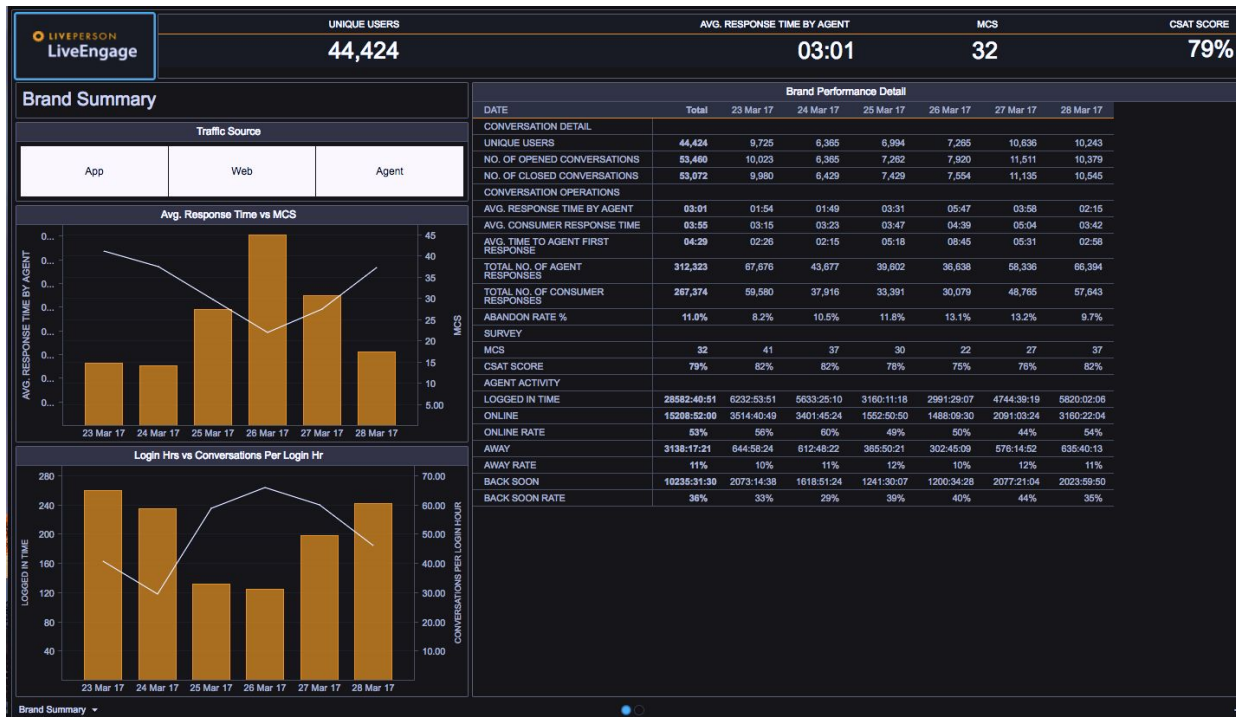 LIVEPERSON
LiveEngage
UNIQUE USERS
44,424
AVG. RESPONSE TIME BY AGENT
03:01
MCS
32
CSAT SCORE
79%
Brand Summary
Traffic Source
App Web Agent
Avg. Response Time vs MCS
AVG. RESPONSE TIME BY AGENT
0...
0...
0...
0...
0...
0...
0...
0...
45
40
35
30
25
20
15
10
5.00
MCS
23 Mar 17 24 Mar 17 25 Mar 17 26 Mar 17 27 Mar 17 28 Mar 17
Login Hrs vs Conversations Per Login Hr
LOGGED IN TIME
280
240
200
160
120
80
40
70.00
60.00
50.00
40.00
30.00
20.00
10.00
CONVERSATIONS PER LOGIN HOUR
23 Mar 17 24 Mar 17 25 Mar 17 26 Mar 17 27 Mar 17 28 Mar 17
Brand Performance Detail
DATE Total 23 Mar 17 24 Mar 17 25 Mar 17 26 Mar 17 27 Mar 17 28 Mar 17
CONVERSATION DETAIL
UNIQUE USERS 44,424 9,725 6,365 6,994 7,265 10,636 10,243
NO. OF OPENED CONVERSATIONS 53,460 10,023 6,365 7,262 7,920 11,511 10,379
NO. OF CLOSED CONVERSATIONS 53,072 9,980 6,429 7,429 7,554 11,135 10,545
CONVERSATION OPERATIONS
AVG. RESPONSE TIME BY AGENT 03:01 01:54 01:49 03:31 05:47 03:58 02:15
AVG. CONSUMER RESPONSE TIME 03:55 03:15 03:23 03:47 04:39 05:04 03:42
AVG. TIME TO AGENT FIRST
RESPONSE 04:29 02:26 02:15 05:18 08:45 05:31 02:58
TOTAL NO. OF AGENT
RESPONSES 312,323 67,676 43,677 39,602 36,638 58,336 66,394
TOTAL NO. OF CONSUMER
RESPONSES 267,374 59,580 37,916 33,391 30,079 48,765 57,643
ABANDON RATE % 11.0% 8.2% 10.5% 11.8% 13.1% 13.2% 9.7%
SURVEY
MCS 32 41 37 30 22 27 37
CSAT SCORE 79% 82% 82% 78% 75% 76% 82%
AGENT ACTIVITY
LOGGED IN TIME 28582:40:51 6232:53:51 5633:25:10 3160:11:18 2991:29:07 4744:39:19 5820:02:06
ONLINE 15208:52:00 3514:40:49 3401:45:24 1552:50:50 1488:09:30 2091:03:24 3160:22:04
ONLINE RATE 53% 56% 60% 49% 50% 44% 54%
AWAY 3138:17:21 644:58:24 612:48:22 365:50:21 302:45:09 576:14:52 635:40:13
AWAY RATE 11% 10% 11% 12% 10% 12% 11%
BACK SOON 10235:31:30 2073:14:38 1618:51:24 1241:30:07 1200:34:28 2077:21:04 2023:59:50
BACK SOON RATE 36% 33% 29% 39% 40% 44% 35%
Brand Summary